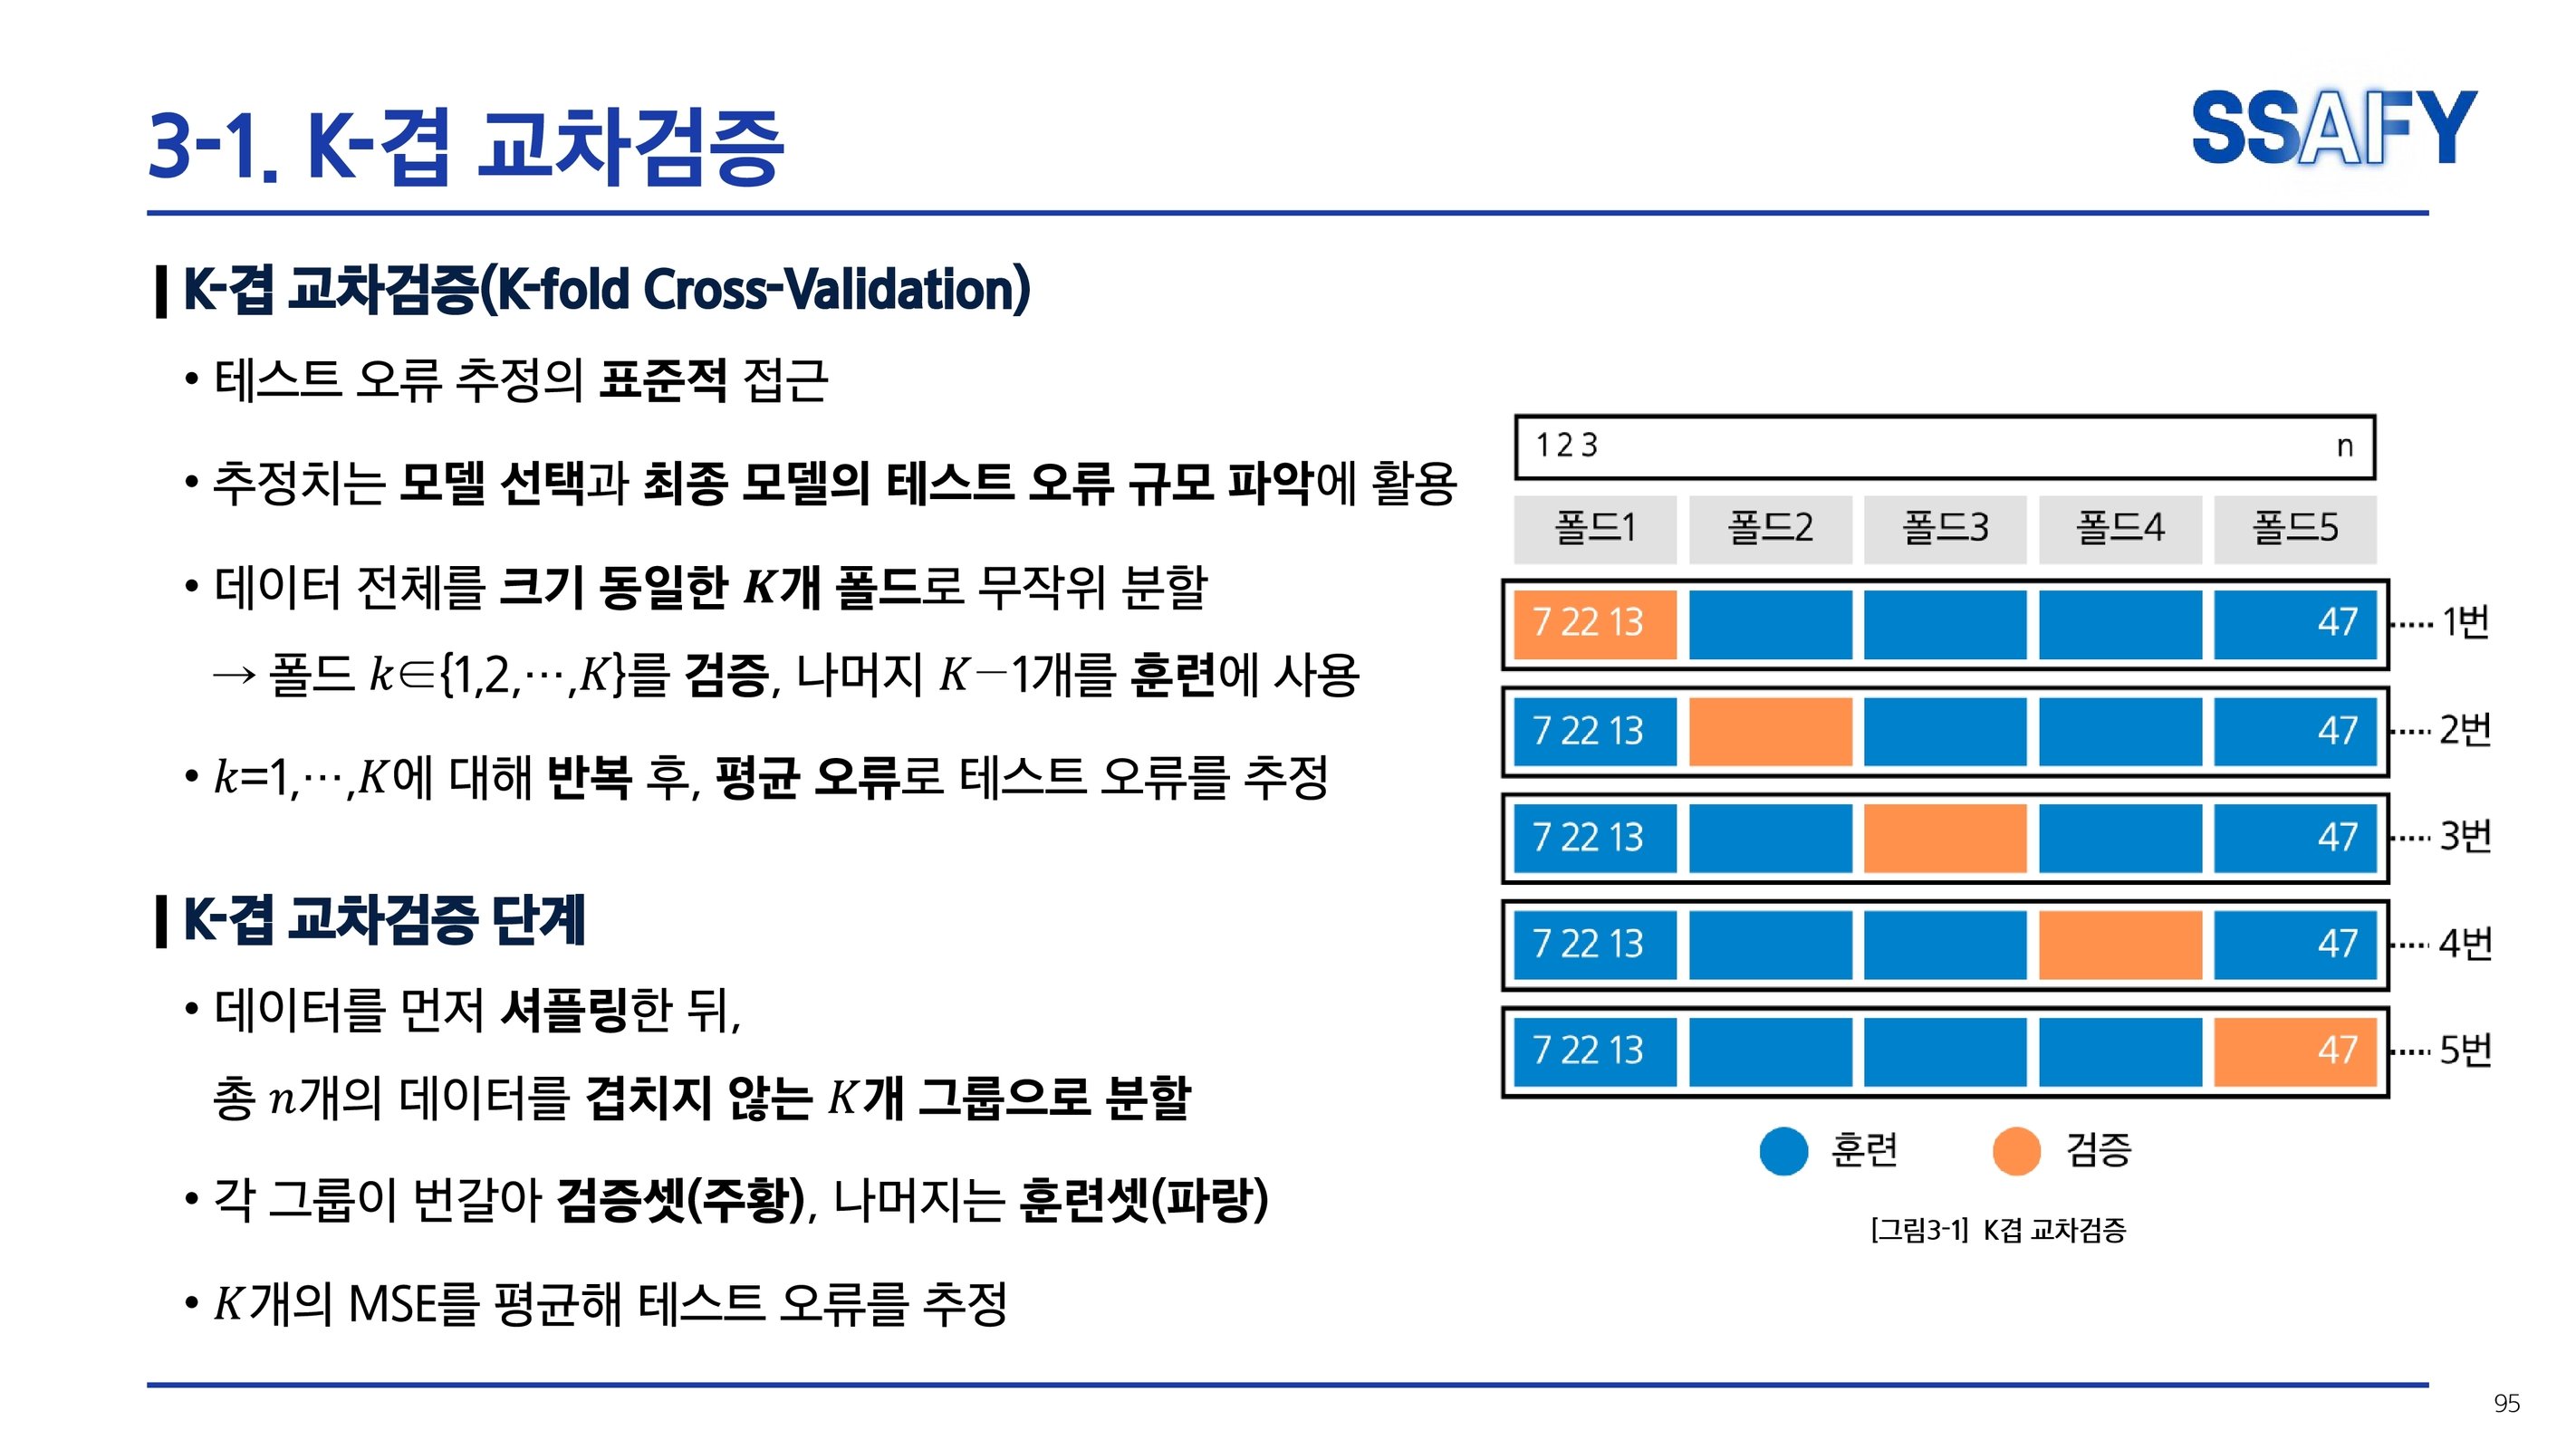 3-1. K-겹 교차검증
SSAFY
K-겹 교차검증(K-fold Cross-Validation)
• 테스트 오류 추정의 표준적 접근
• 추정치는 모델 선택과 최종 모델의 테스트 오류 규모 파악에 활용
• 데이터 전체를 크기 동일한 K개 폴드로 무작위 분할
→ 폴드 k∈{1,2,⋯,K}를 검증, 나머지 K−1개를 훈련에 사용
• k=1,⋯,K에 대해 반복 후, 평균 오류로 테스트 오류를 추정
K-겹 교차검증 단계
• 데이터를 먼저 셔플링한 뒤,
총 n개의 데이터를 겹치지 않는 K개 그룹으로 분할
• 각 그룹이 번갈아 검증셋(주황), 나머지는 훈련셋(파랑)
• K개의 MSE를 평균해 테스트 오류를 추정
1 2 3 n
폴드1 폴드2 폴드3 폴드4 폴드5
7 22 13 47 ····· 1번
7 22 13 47 ····· 2번
7 22 13 47 ····· 3번
7 22 13 47 ····· 4번
7 22 13 47 ····· 5번
훈련 검증
[그림3-1] K겹 교차검증
95